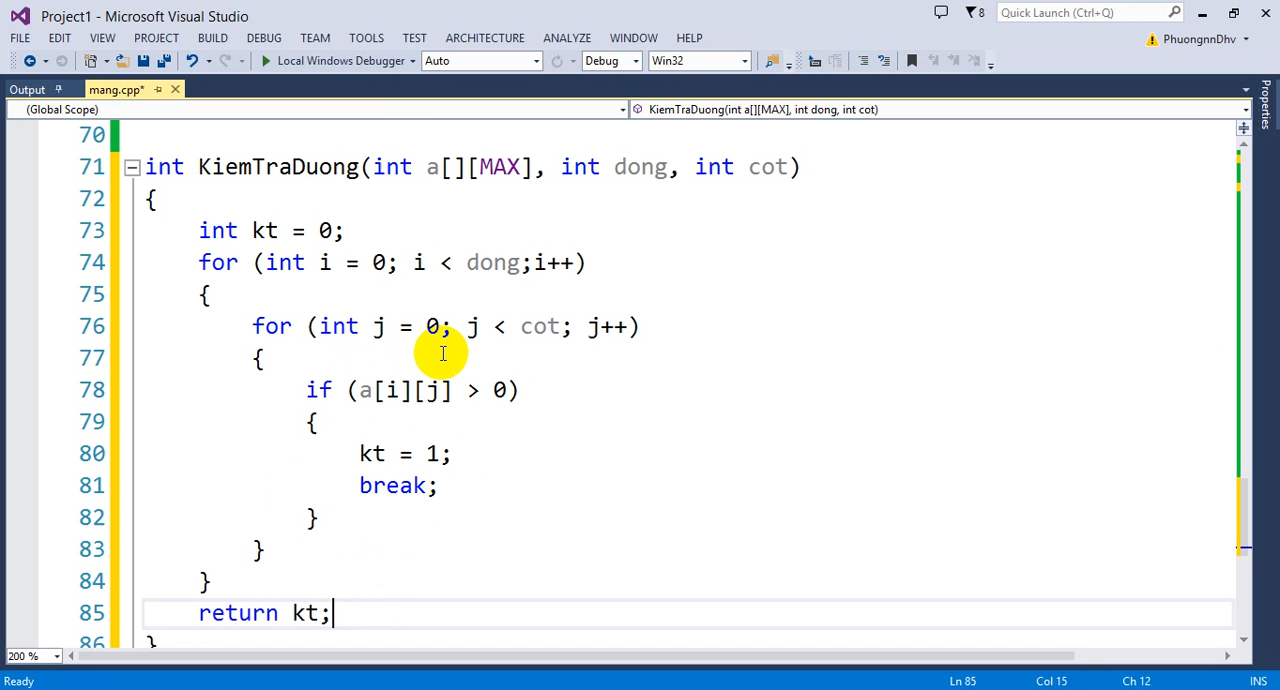 Project1 - Microsoft Visual Studio
8
Quick Launch (Ctrl+Q)
FILE EDIT VIEW PROJECT BUILD DEBUG TEAM TOOLS TEST ARCHITECTURE ANALYZE WINDOW HELP
PhuongnnDhv
Local Windows Debugger Auto Debug Win32
Output mang.cpp*
Properties
(Global Scope) KiemTraDuong(int a[][MAX], int dong, int cot)
70
71 int KiemTraDuong(int a[][MAX], int dong, int cot)
72 {
73 int kt = 0;
74 for (int i = 0; i < dong;i++)
75 {
76 for (int j = 0; j < cot; j++)
77 {
78 if (a[i][j] > 0)
79 {
80 kt = 1;
81 break;
82 }
83 }
84 }
85 return kt;
86 }
200 %
Ready Ln 85 Col 15 Ch 12 INS